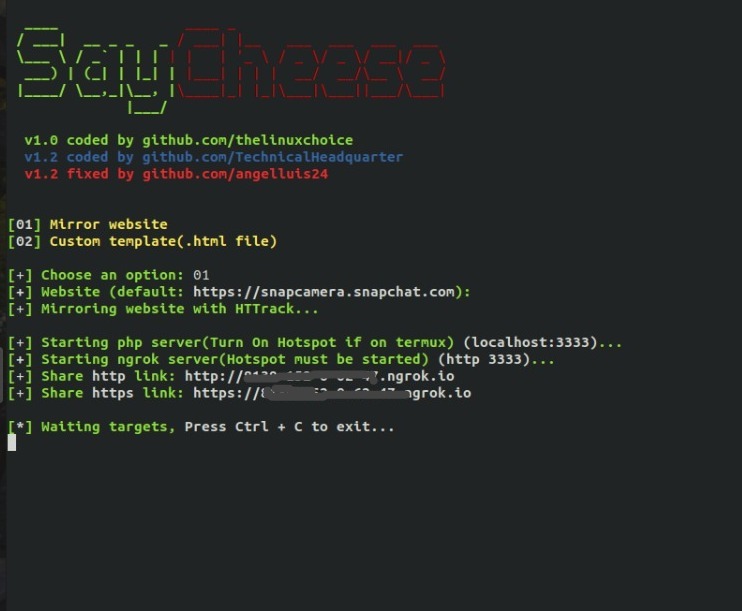 SayCheese
v1.0 coded by github.com/thelinuxchoice
v1.2 coded by github.com/TechnicalHeadquarter
v1.2 fixed by github.com/angelluis24
[01] Mirror website
[02] Custom template(.html file)
[+] Choose an option: 01
[+] Website (default: https://snapcamera.snapchat.com):
[+] Mirroring website with HTTrack...
[+] Starting php server(Turn On Hotspot if on termux) (localhost:3333)...
[+] Starting ngrok server(Hotspot must be started) (http 3333)...
[+] Share http link: http://.ngrok.io
[+] Share https link: https://ngrok.io
[*] Waiting targets, Press Ctrl + C to exit...